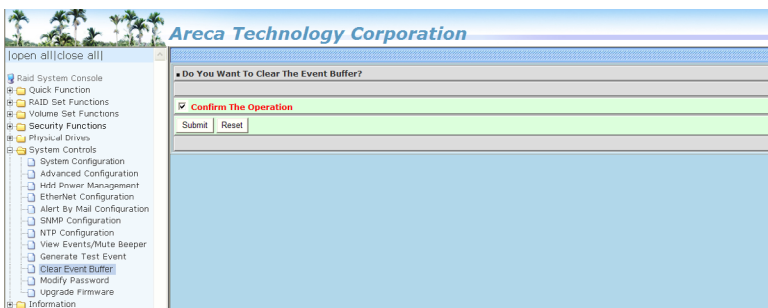 Areca Technology Corporation
|open all|close all|
Raid System Console
Quick Function
RAID Set Functions
Volume Set Functions
Security Functions
Physical Drives
System Controls
System Configuration
Advanced Configuration
Hdd Power Management
EtherNet Configuration
Alert By Mail Configuration
SNMP Configuration
NTP Configuration
View Events/Mute Beeper
Generate Test Event
Clear Event Buffer
Modify Password
Upgrade Firmware
Information
Do You Want To Clear The Event Buffer?
Confirm The Operation
Submit Reset